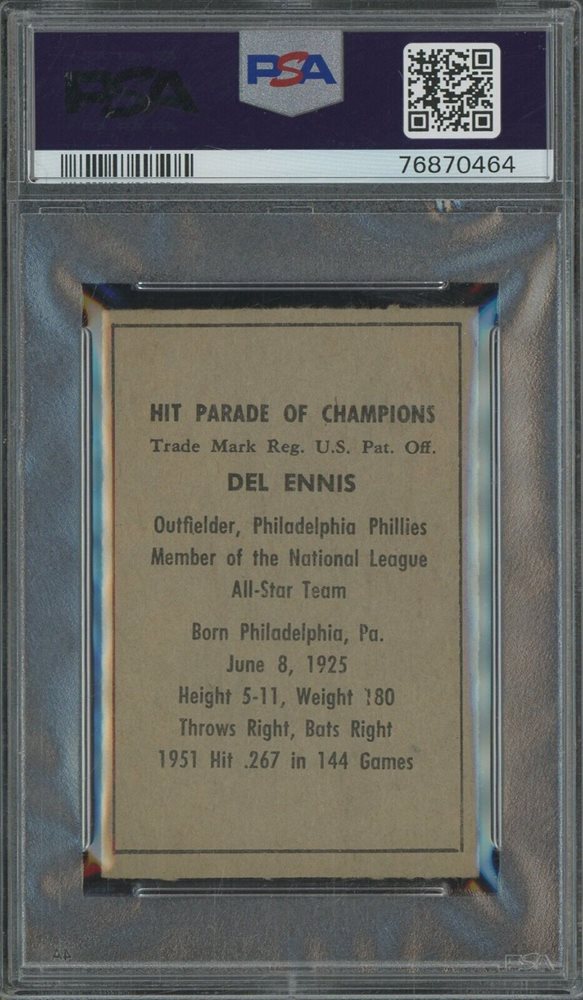 PSA
PSA
76870464
HIT PARADE OF CHAMPIONS
Trade Mark Reg. U.S. Pat. Off.
DEL ENNIS
Outfielder, Philadelphia Phillies
Member of the National League
All-Star Team
Born Philadelphia, Pa.
June 8, 1925
Height 5-11, Weight 180
Throws Right, Bats Right
1951 Hit .267 in 144 Games
PSA